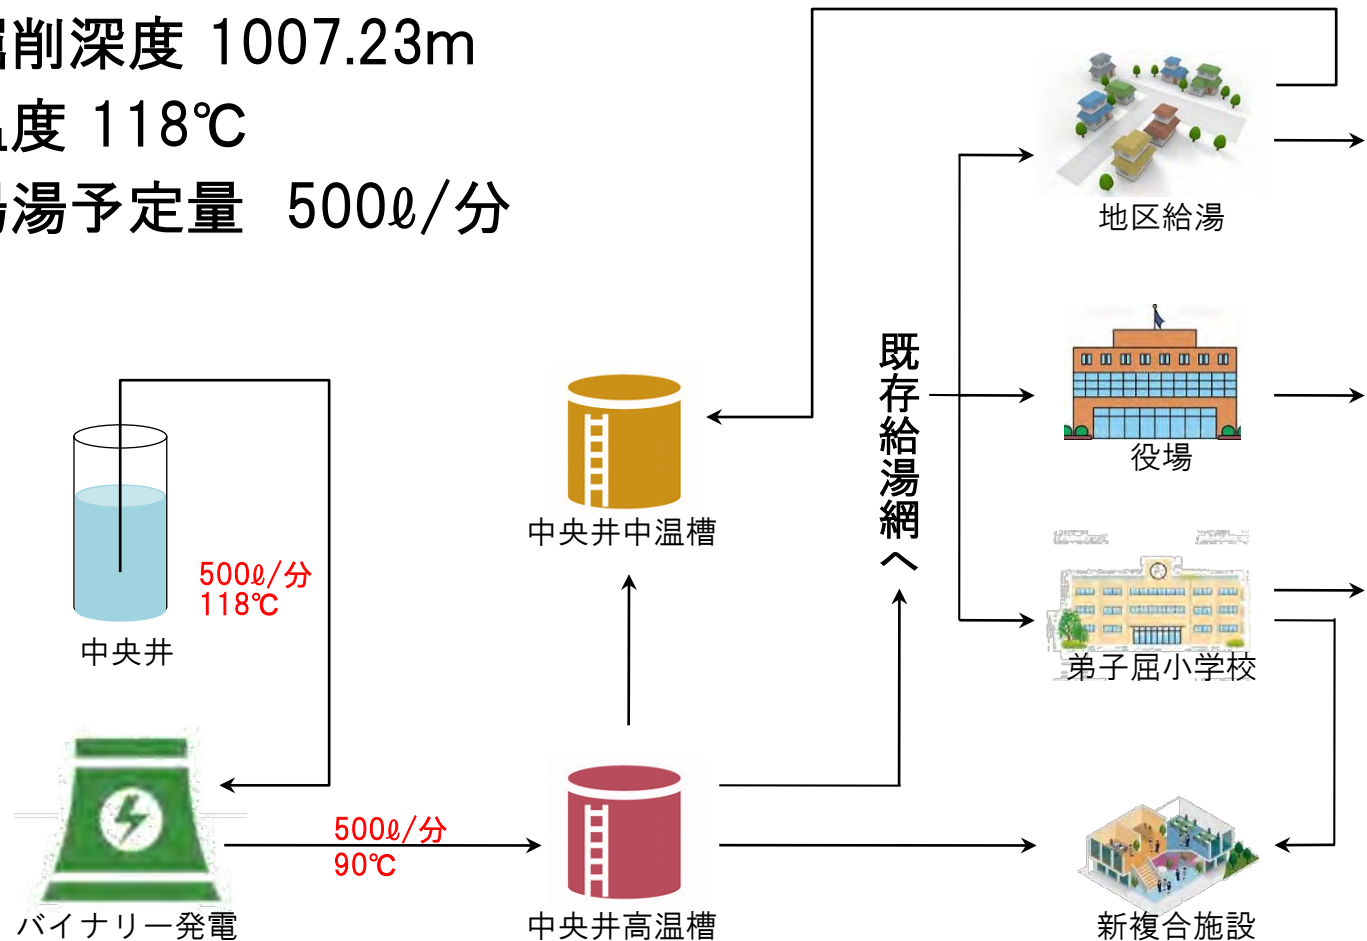 掘削深度 1007.23m
温度 118℃
揚湯予定量 500ℓ/分
地区給湯
既存給湯網へ
役場
中央井中温槽
500ℓ/分
118℃
中央井
弟子屈小学校
500ℓ/分
90℃
バイナリー発電
中央井高温槽
新複合施設